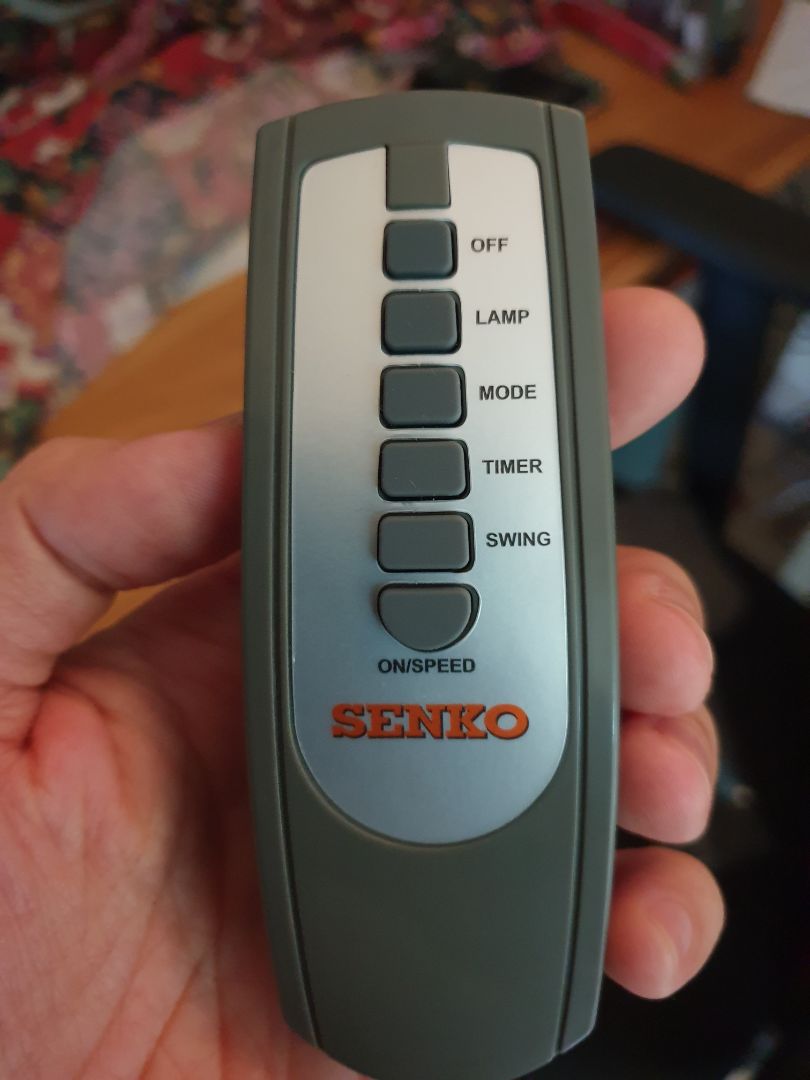 OFF
LAMP
MODE
TIMER
SWING
ON/SPEED
SENKO